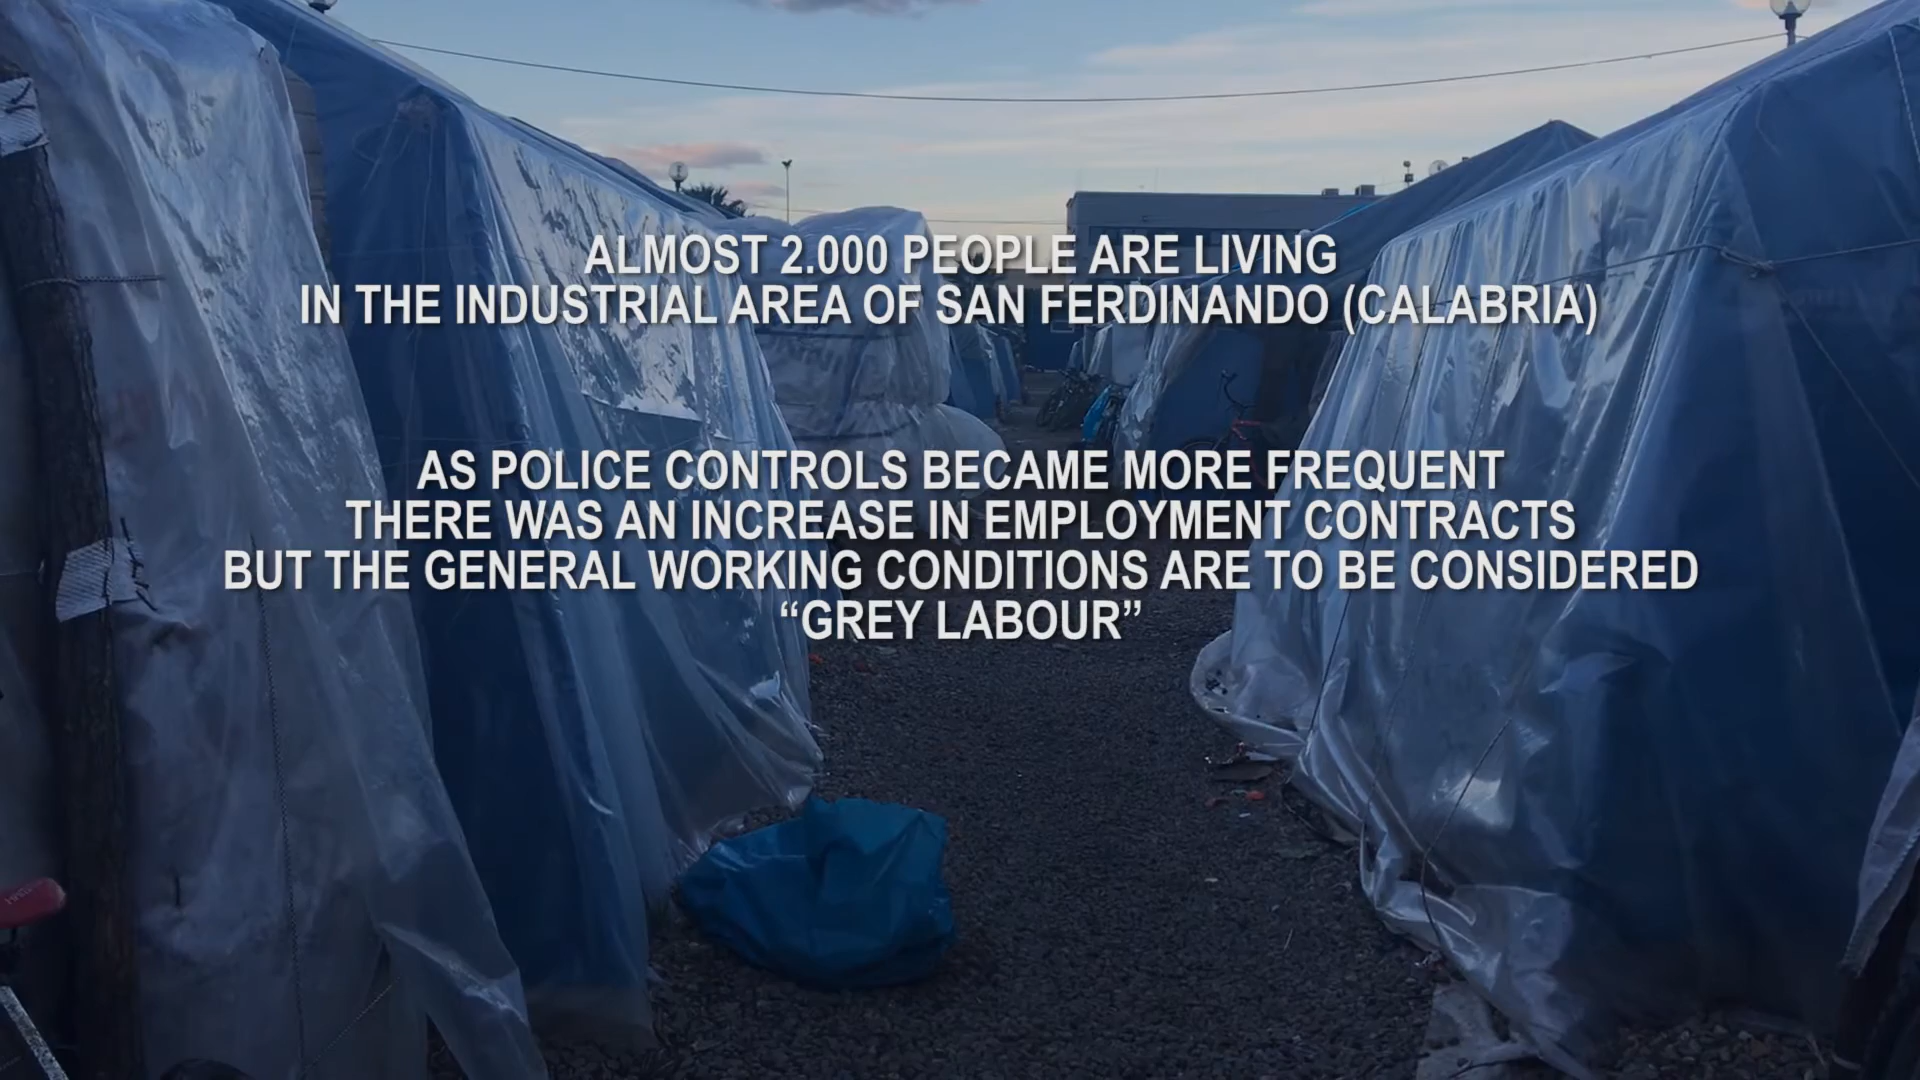 ALMOST 2.000 PEOPLE ARE LIVING
IN THE INDUSTRIAL AREA OF SAN FERDINANDO (CALABRIA)
AS POLICE CONTROLS BECAME MORE FREQUENT
THERE WAS AN INCREASE IN EMPLOYMENT CONTRACTS
BUT THE GENERAL WORKING CONDITIONS ARE TO BE CONSIDERED
“GREY LABOUR”